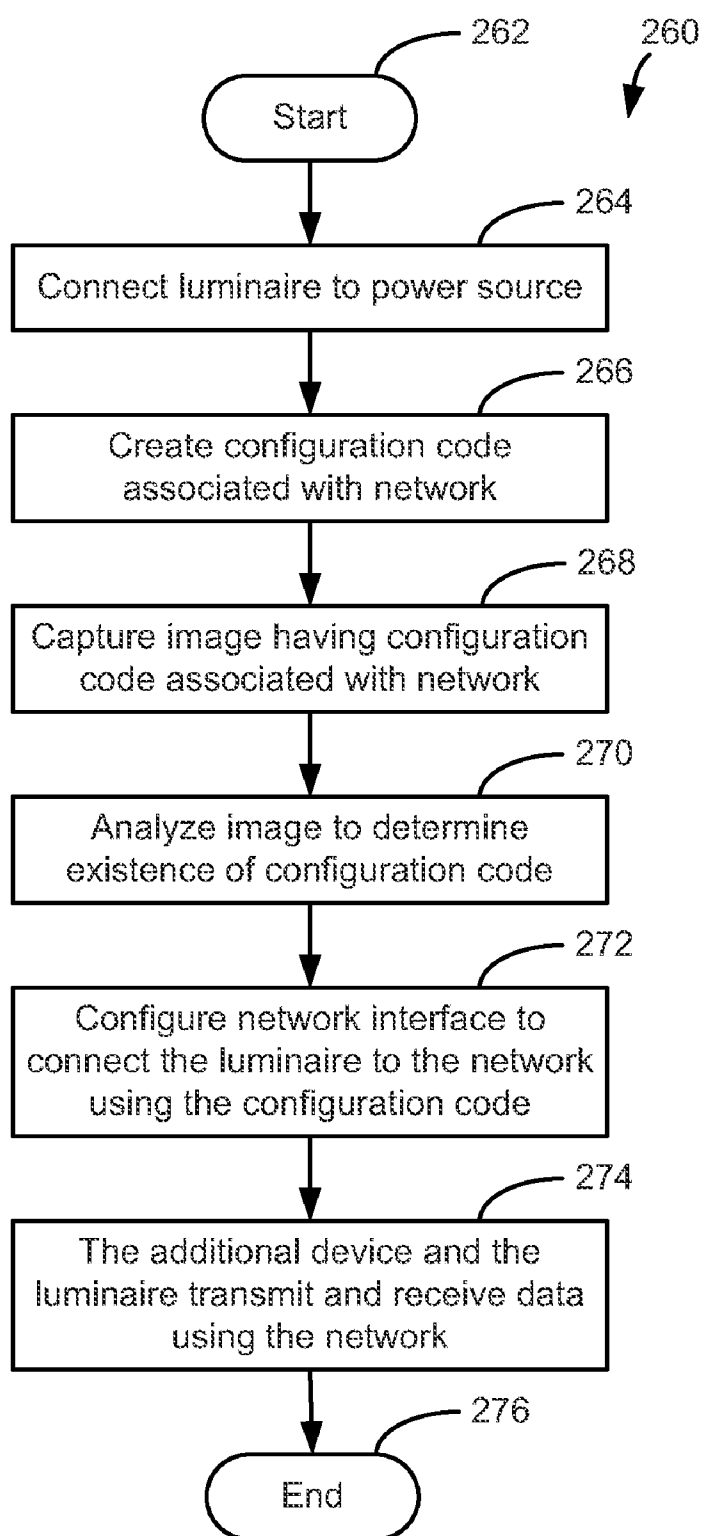 262
260
Start
264
Connect luminaire to power source
266
Create configuration code
associated with network
268
Capture image having configuration
code associated with network
270
Analyze image to determine
existence of configuration code
272
Configure network interface to
connect the luminaire to the network
using the configuration code
274
The additional device and the
luminaire transmit and receive data
using the network
276
End